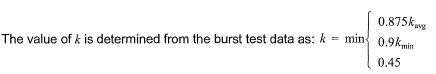 The value of k is determined from the burst test data as: k = min{
0.875k_avg
0.9k_min
0.45